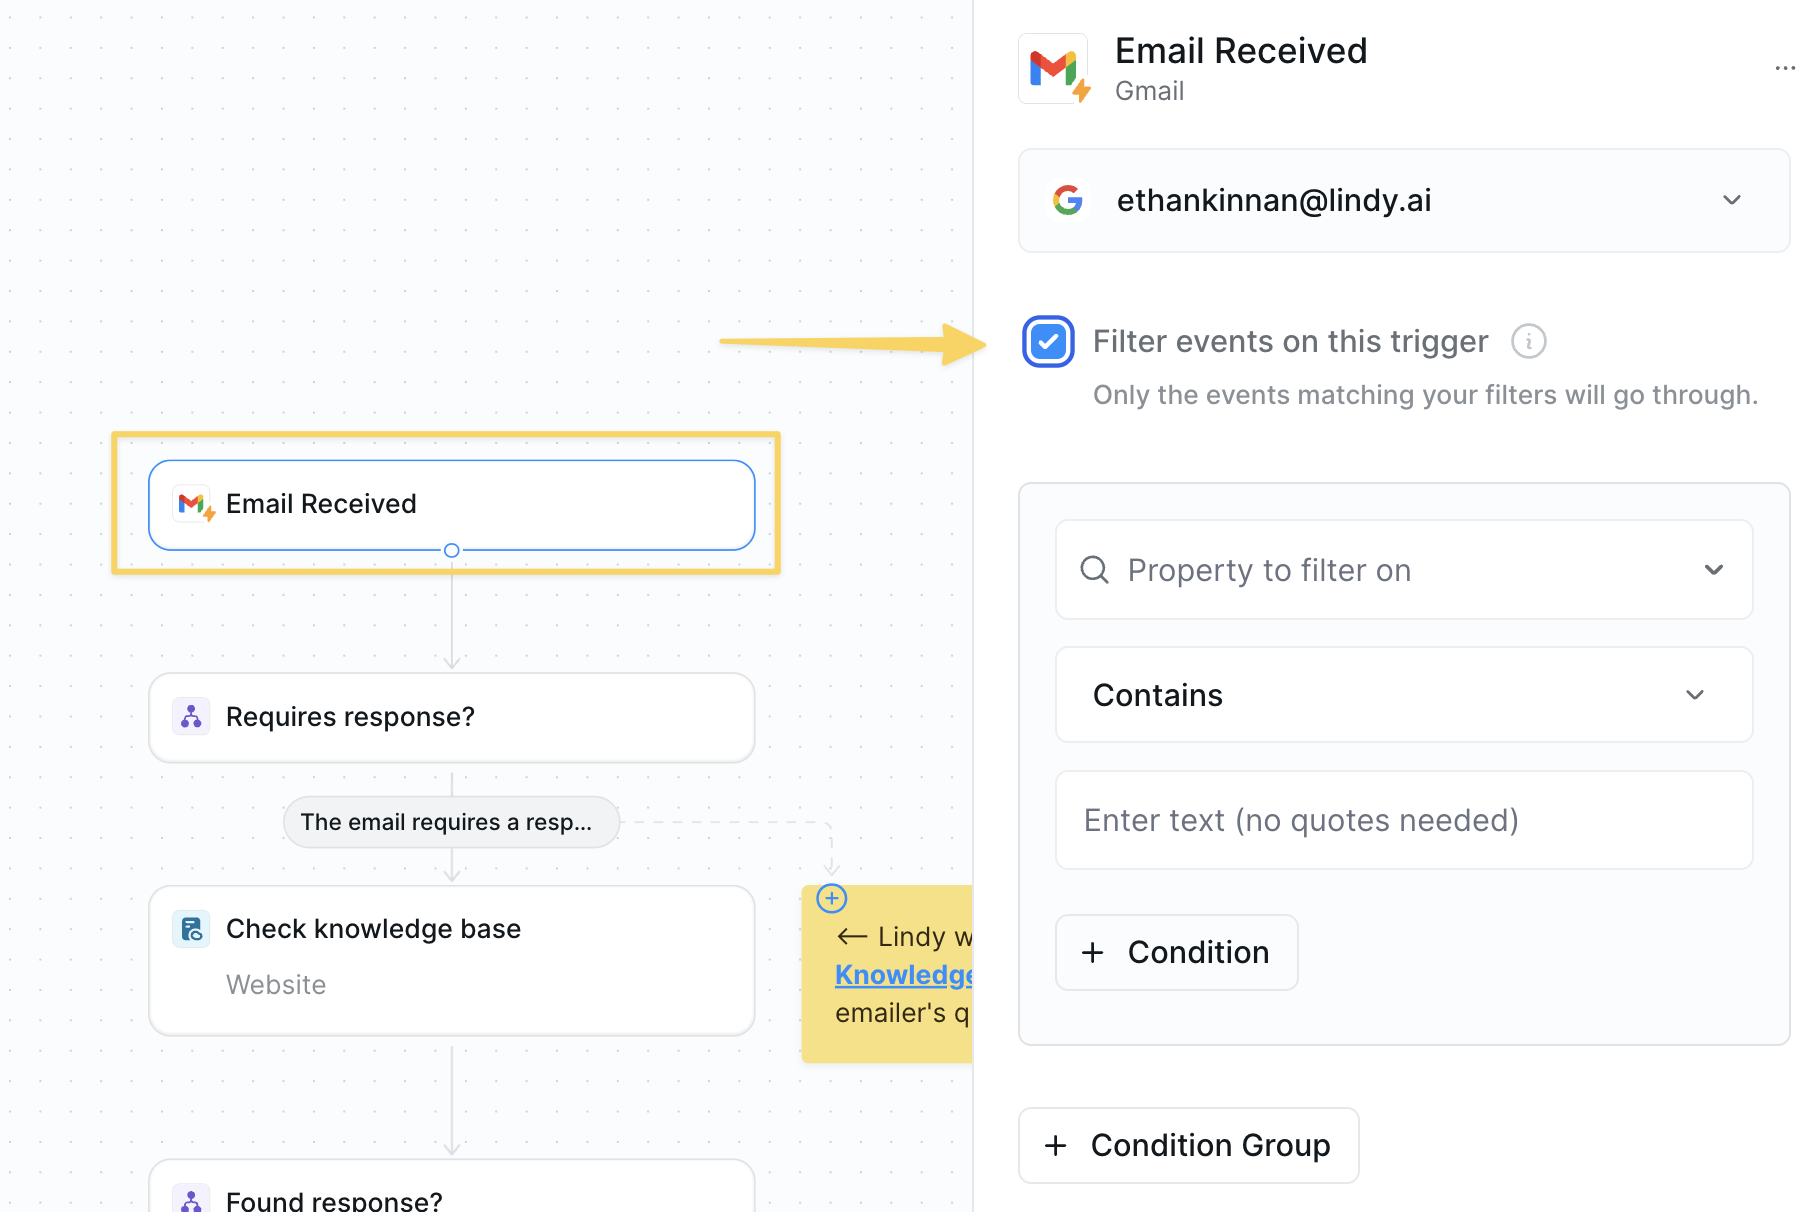 Email Received
Requires response?
The email requires a resp...
Check knowledge base
Website
← Lindy w
Knowledge
emailer's q
Found response?
Email Received
Gmail
ethankinnan@lindy.ai
Filter events on this trigger
Only the events matching your filters will go through.
Property to filter on
Contains
Enter text (no quotes needed)
+ Condition
+ Condition Group